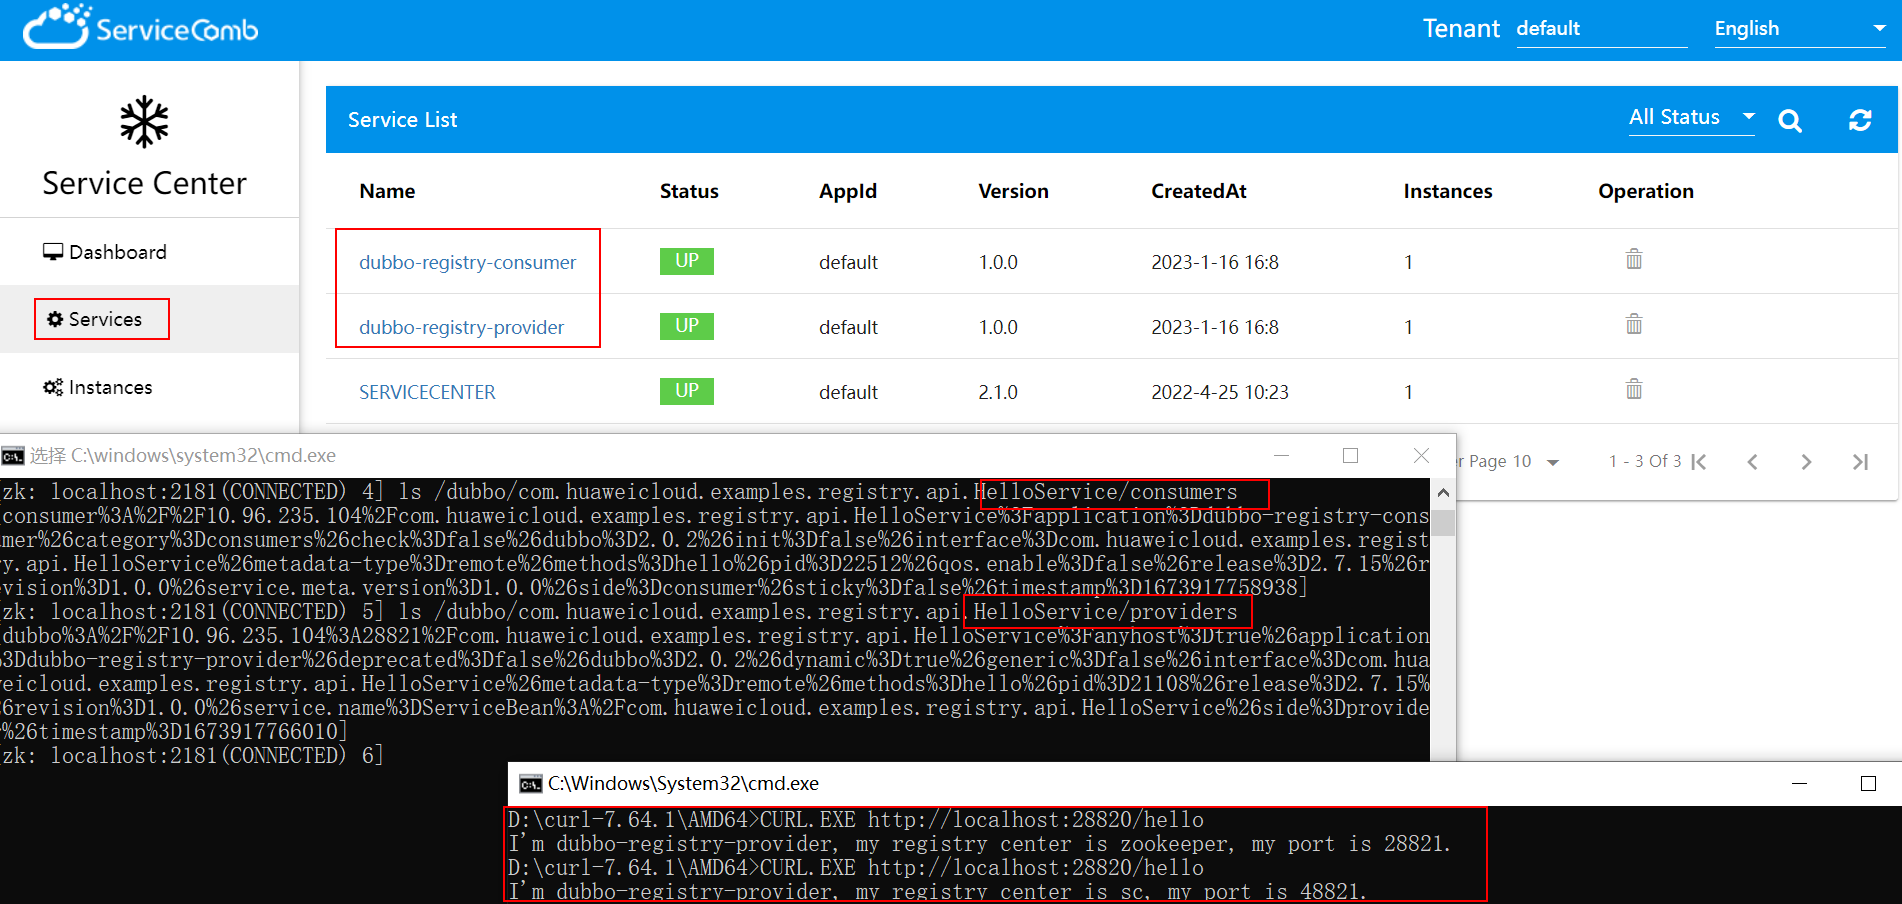 ServiceComb
Tenant default English
Service Center
Dashboard
Services
Instances
Service List All Status
Name Status AppId Version CreatedAt Instances Operation
dubbo-registry-consumer UP default 1.0.0 2023-1-16 16:8 1
dubbo-registry-provider UP default 1.0.0 2023-1-16 16:8 1
SERVICECENTER UP default 2.1.0 2022-4-25 10:23 1
Page 10 1 - 3 Of 3
选择 C:\windows\system32\cmd.exe
zk: localhost:2181(CONNECTED) 4] ls /dubbo/com.huaweicloud.examples.registry.api.HelloService/consumers
consumer%3A%2F%2F10.96.235.104%2Fcom.huaweicloud.examples.registry.api.HelloService%3Fapplication%3Ddubbo-registry-cons
mer%26category%3Dconsumers%26check%3Dfalse%26dubbo%3D2.0.2%26init%3Dfalse%26interface%3Dcom.huaweicloud.examples.regist
y.api.HelloService%26metadata-type%3Dremote%26methods%3Dhello%26pid%3D22512%26qos.enable%3Dfalse%26release%3D2.7.15%26r
vision%3D1.0.0%26service.meta.version%3D1.0.0%26side%3Dconsumer%26sticky%3Dfalse%26timestamp%3D1673917758938]
zk: localhost:2181(CONNECTED) 5] ls /dubbo/com.huaweicloud.examples.registry.api.HelloService/providers
dubbo%3A%2F%2F10.96.235.104%3A28821%2Fcom.huaweicloud.examples.registry.api.HelloService%3Fanyhost%3Dtrue%26application
%3Ddubbo-registry-provider%26deprecated%3Dfalse%26dubbo%3D2.0.2%26dynamic%3Dtrue%26generic%3Dfalse%26interface%3Dcom.hua
weicloud.examples.registry.api.HelloService%26metadata-type%3Dremote%26methods%3Dhello%26pid%3D21108%26release%3D2.7.15%
6revision%3D1.0.0%26service.name%3DServiceBean%3A%2Fcom.huaweicloud.examples.registry.api.HelloService%26side%3Dprovide
r%26timestamp%3D1673917766010]
zk: localhost:2181(CONNECTED) 6]
C:\Windows\System32\cmd.exe
D:\curl-7.64.1\AMD64>CURL.EXE http://localhost:28820/hello
I'm dubbo-registry-provider, my registry center is zookeeper, my port is 28821.
D:\curl-7.64.1\AMD64>CURL.EXE http://localhost:28820/hello
I'm dubbo-registry-provider, my registry center is sc, my port is 48821.